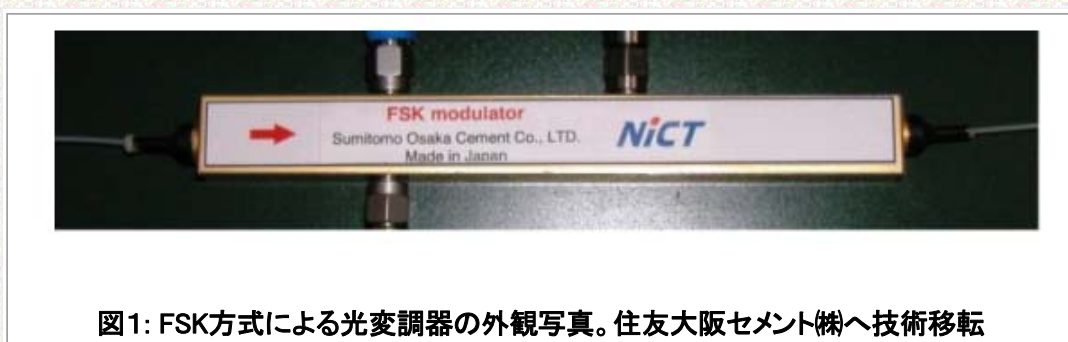 FSK modulator
Sumitomo Osaka Cement Co., LTD.
Made in Japan
NiCT
図1: FSK方式による光変調器の外観写真。住友大阪セメント㈱へ技術移転